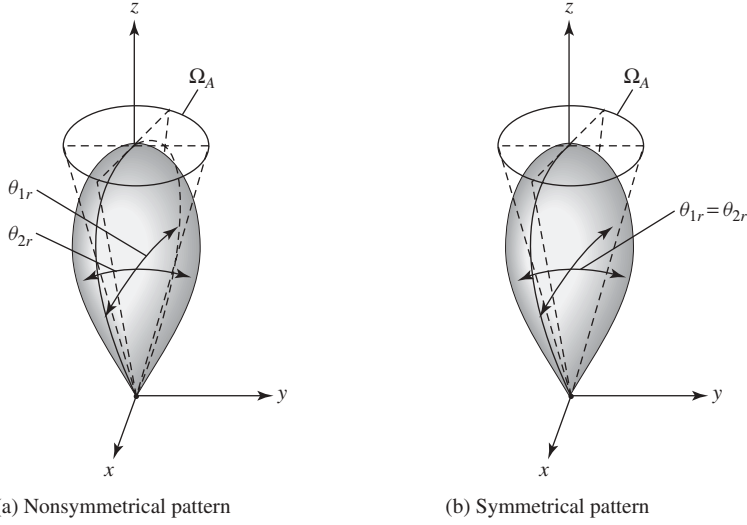 z
z
Ω_A
Ω_A
θ_1r
θ_2r
θ_1r = θ_2r
y
y
x
x
a) Nonsymmetrical pattern
(b) Symmetrical pattern